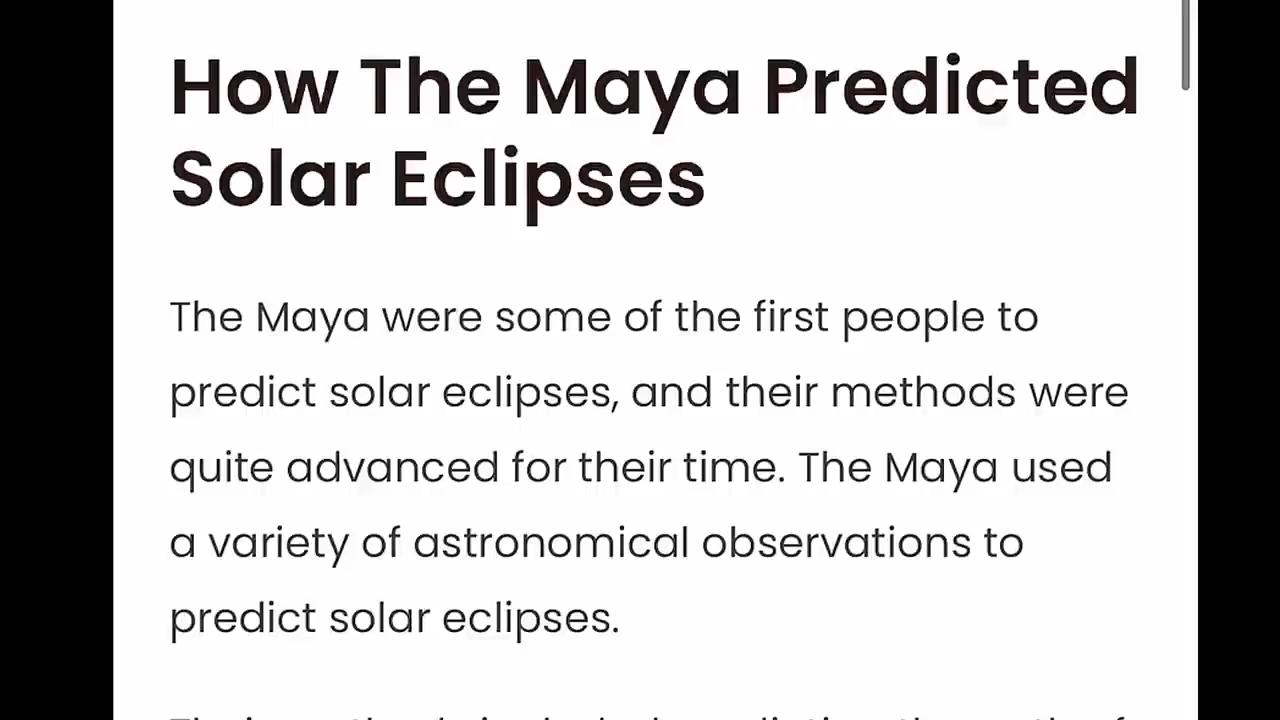 How The Maya Predicted
Solar Eclipses
The Maya were some of the first people to
predict solar eclipses, and their methods were
quite advanced for their time. The Maya used
a variety of astronomical observations to
predict solar eclipses.